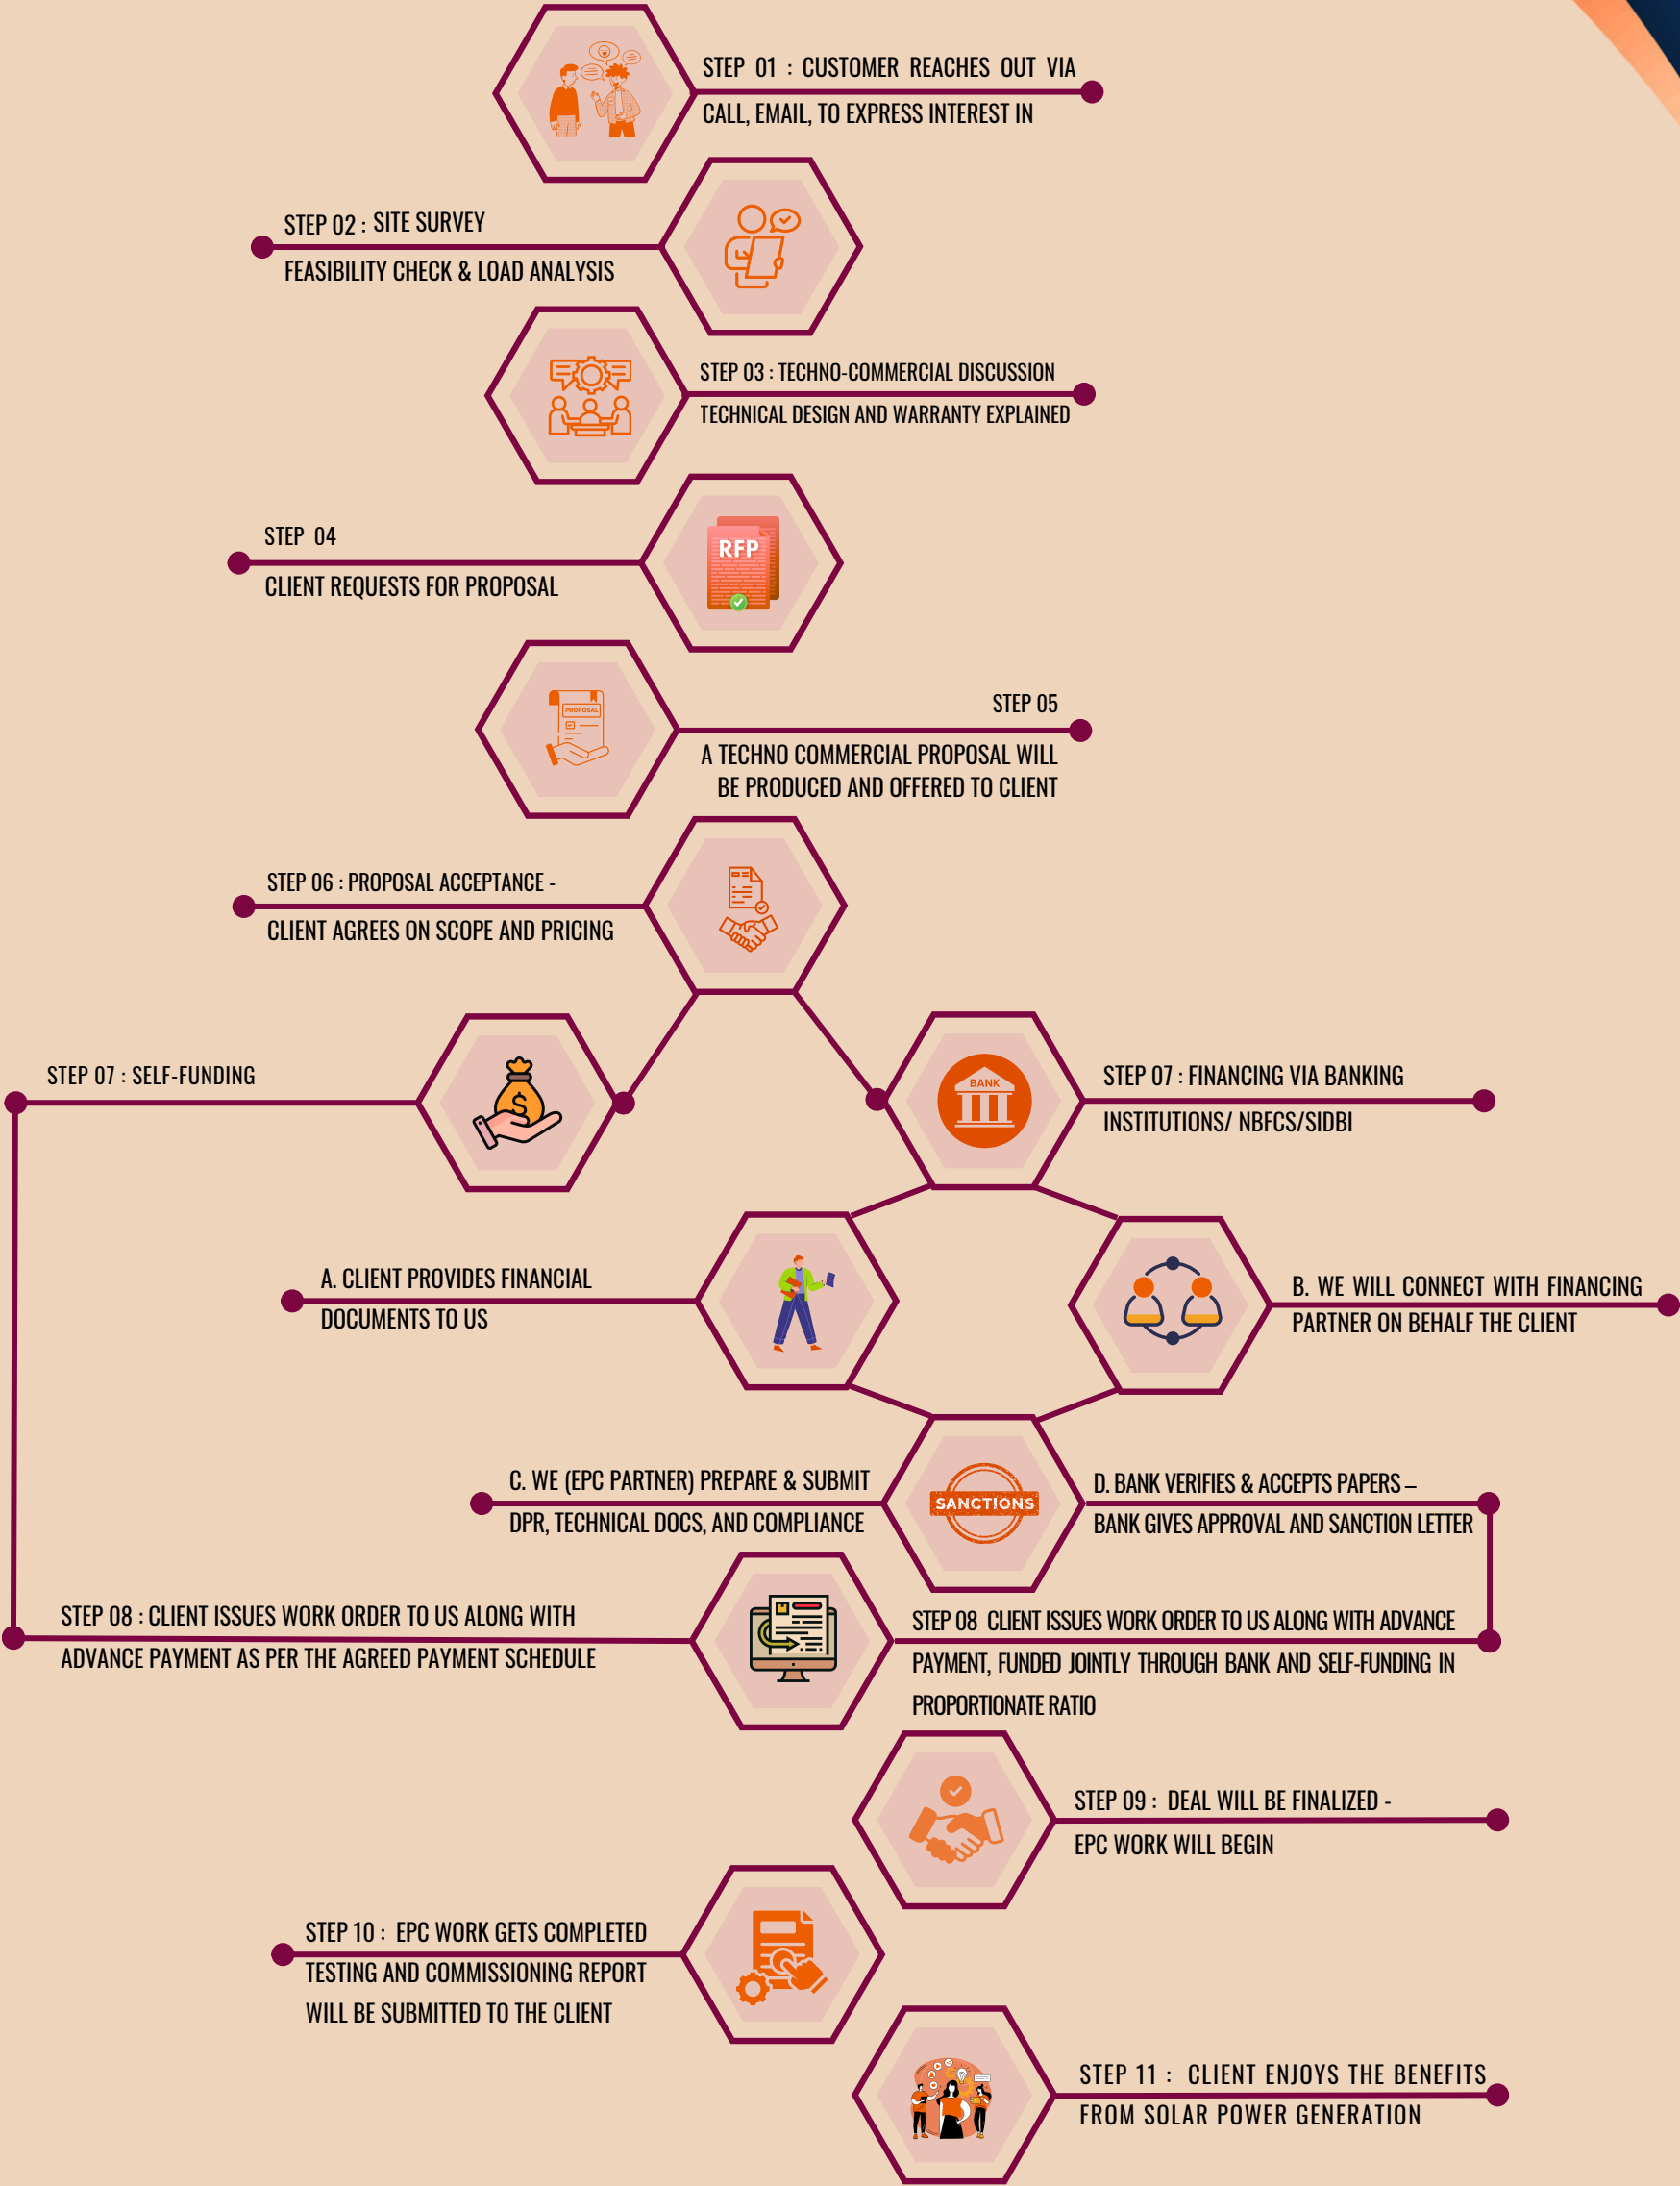 STEP 01 : CUSTOMER REACHES OUT VIA
CALL, EMAIL, TO EXPRESS INTEREST IN
STEP 02 : SITE SURVEY
FEASIBILITY CHECK & LOAD ANALYSIS
STEP 03 : TECHNO-COMMERCIAL DISCUSSION
TECHNICAL DESIGN AND WARRANTY EXPLAINED
STEP 04
CLIENT REQUESTS FOR PROPOSAL
RFP
STEP 05
A TECHNO COMMERCIAL PROPOSAL WILL
BE PRODUCED AND OFFERED TO CLIENT
PROPOSAL
STEP 06 : PROPOSAL ACCEPTANCE -
CLIENT AGREES ON SCOPE AND PRICING
STEP 07 : SELF-FUNDING
$
BANK
STEP 07 : FINANCING VIA BANKING
INSTITUTIONS/ NBFCS/SIDBI
A. CLIENT PROVIDES FINANCIAL
DOCUMENTS TO US
B. WE WILL CONNECT WITH FINANCING
PARTNER ON BEHALF THE CLIENT
C. WE (EPC PARTNER) PREPARE & SUBMIT
DPR, TECHNICAL DOCS, AND COMPLIANCE
SANCTIONS
D. BANK VERIFIES & ACCEPTS PAPERS –
BANK GIVES APPROVAL AND SANCTION LETTER
STEP 08 : CLIENT ISSUES WORK ORDER TO US ALONG WITH
ADVANCE PAYMENT AS PER THE AGREED PAYMENT SCHEDULE
STEP 08 CLIENT ISSUES WORK ORDER TO US ALONG WITH ADVANCE
PAYMENT, FUNDED JOINTLY THROUGH BANK AND SELF-FUNDING IN
PROPORTIONATE RATIO
STEP 09 : DEAL WILL BE FINALIZED -
EPC WORK WILL BEGIN
STEP 10 : EPC WORK GETS COMPLETED
TESTING AND COMMISSIONING REPORT
WILL BE SUBMITTED TO THE CLIENT
STEP 11 : CLIENT ENJOYS THE BENEFITS
FROM SOLAR POWER GENERATION